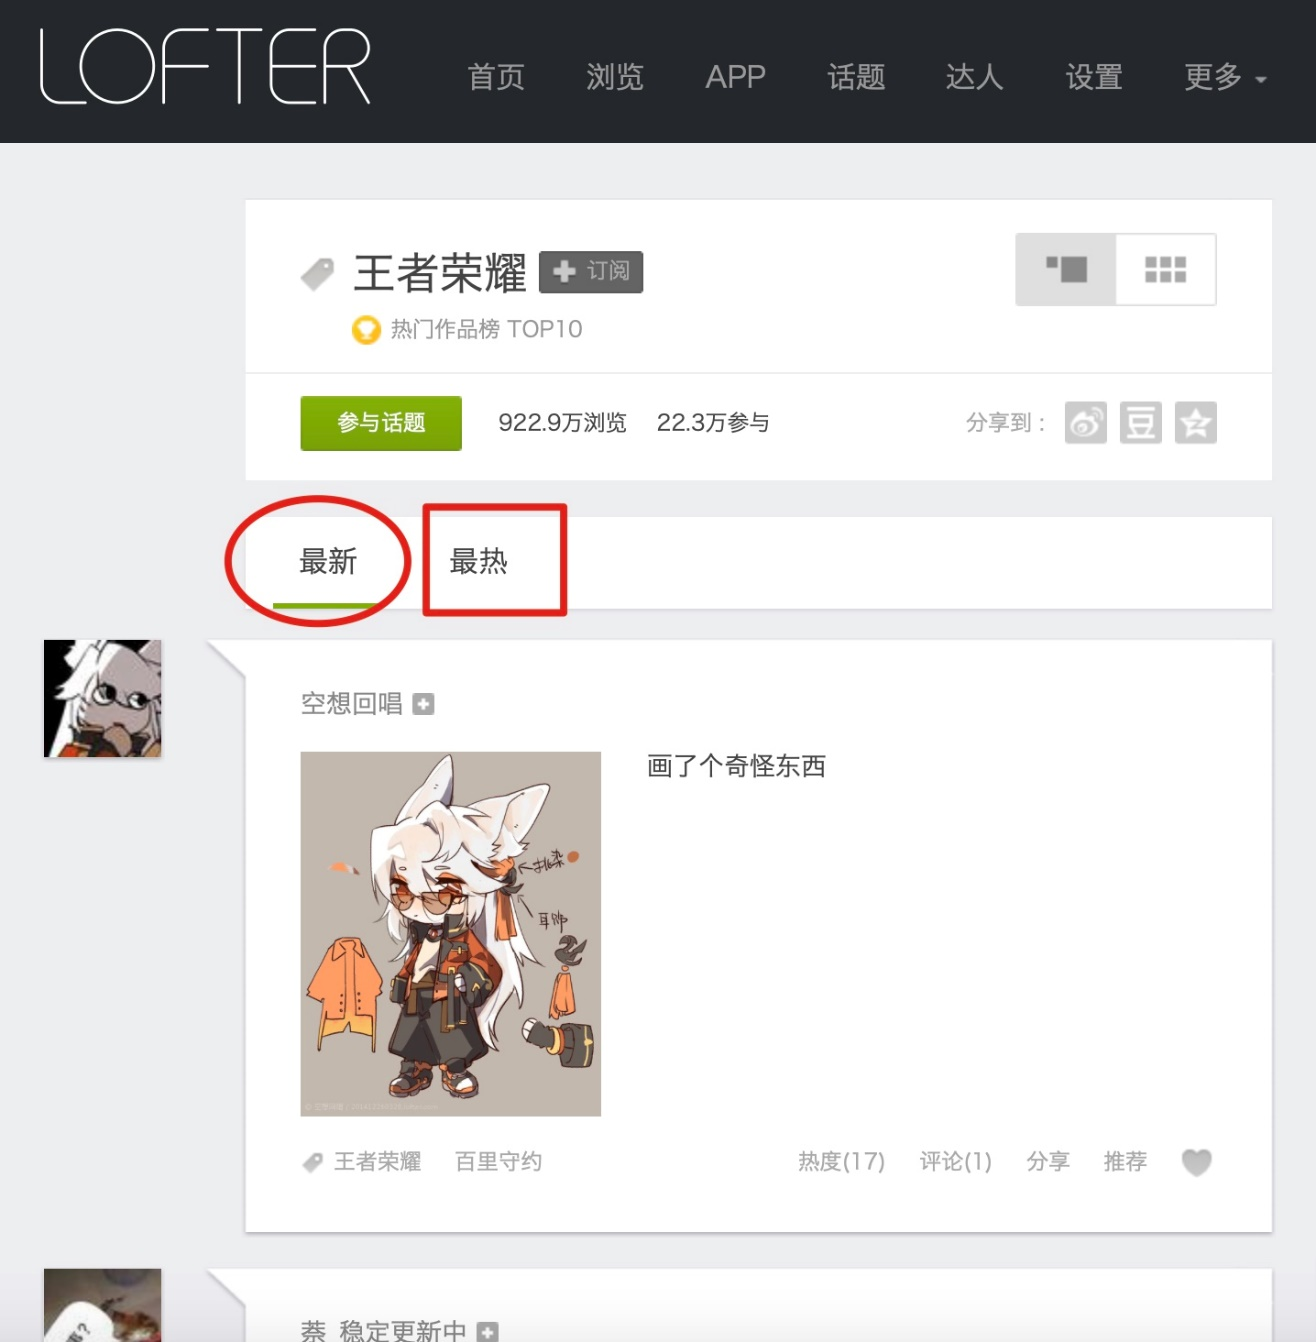 LOFTER
首页 浏览 APP 话题 达人 设置 更多
王者荣耀 订阅
热门作品榜 TOP10
参与话题 922.9万浏览 22.3万参与 分享到：
豆
最新 最热
空想回唱
画了个奇怪东西
挑染
耳饰
王者荣耀 百里守约 热度(17) 评论(1) 分享 推荐
蔡 稳定更新中